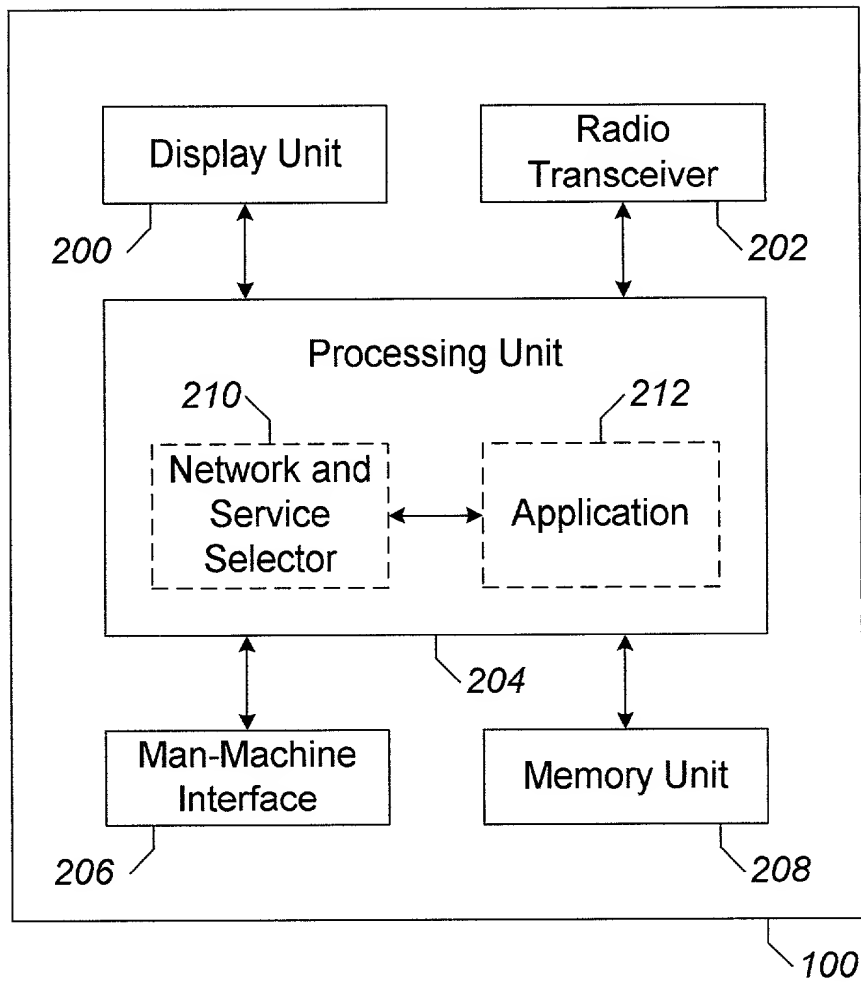 Display Unit
Radio
Transceiver
200
202
Processing Unit
210
212
Network and
Service
Selector
Application
204
Man-Machine
Interface
Memory Unit
206
208
100